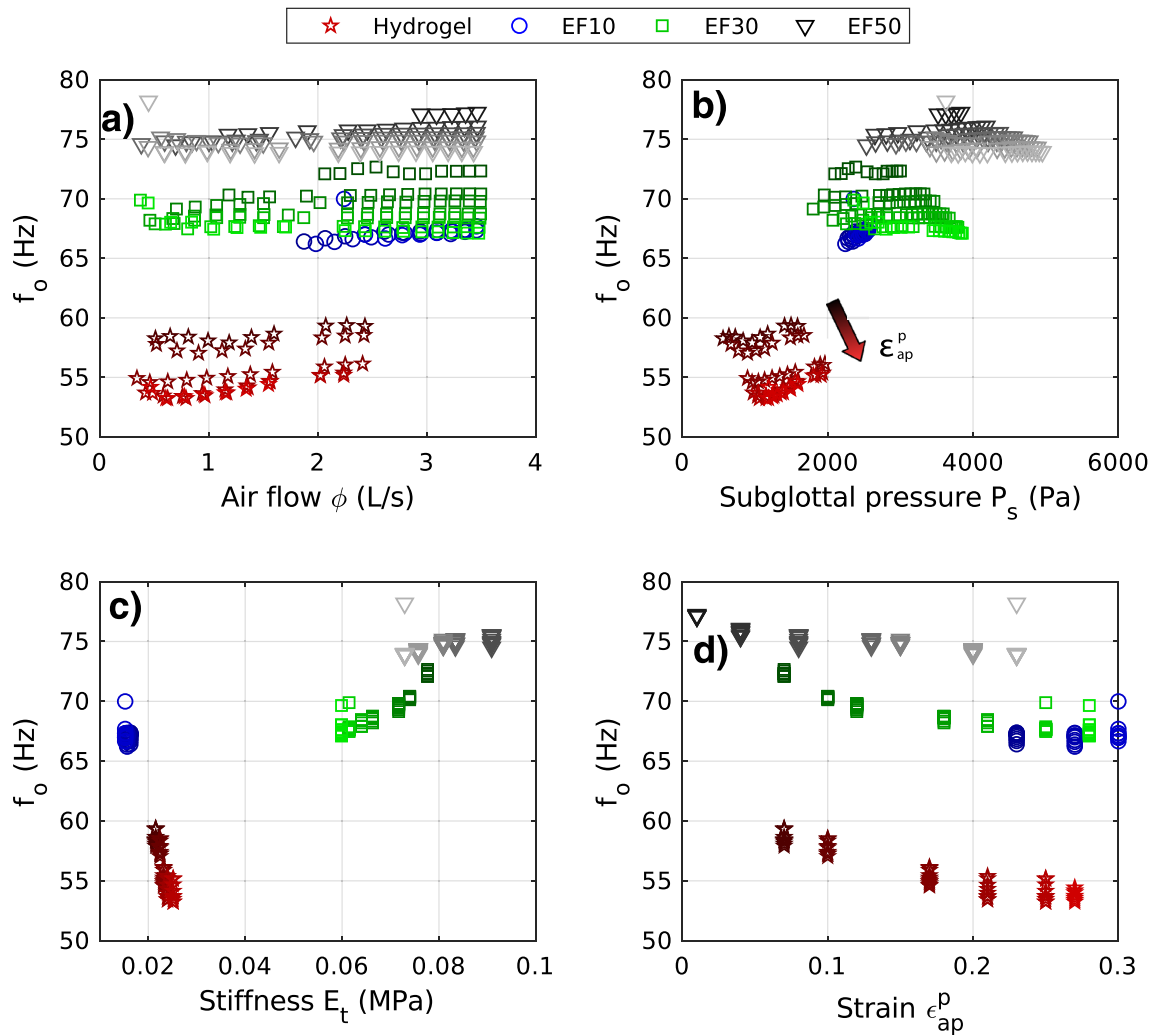 Hydrogel EF10 EF30 EF50
a)
80
75
70
65
60
55
50
f_o (Hz)
0 1 2 3 4
Air flow ϕ (L/s)
b)
80
75
70
65
60
55
50
f_o (Hz)
ε_ap^p
0 2000 4000 6000
Subglottal pressure P_s (Pa)
c)
80
75
70
65
60
55
50
f_o (Hz)
0.02 0.04 0.06 0.08 0.1
Stiffness E_t (MPa)
d)
80
75
70
65
60
55
50
f_o (Hz)
0 0.1 0.2 0.3
Strain ϵ_ap^p